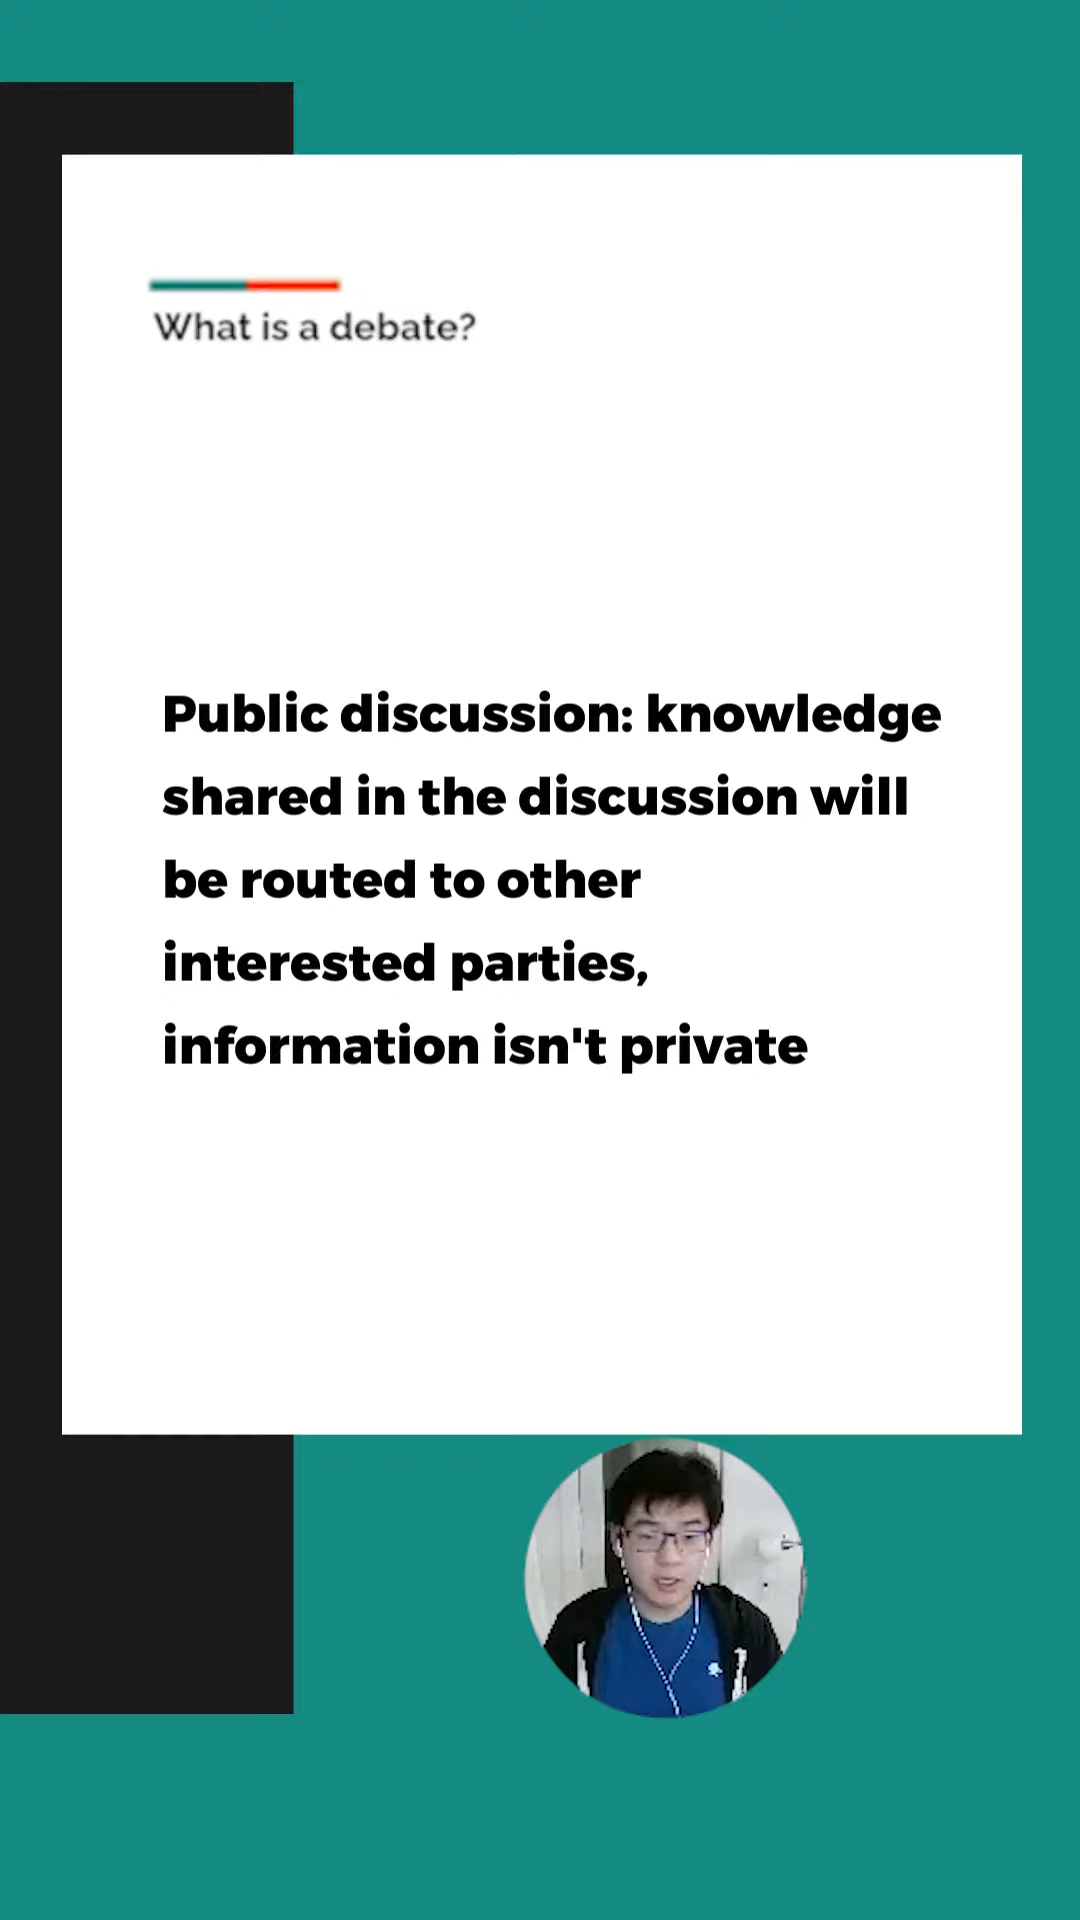 What is a debate?
Public discussion: knowledge
shared in the discussion will
be routed to other
interested parties,
information isn't private